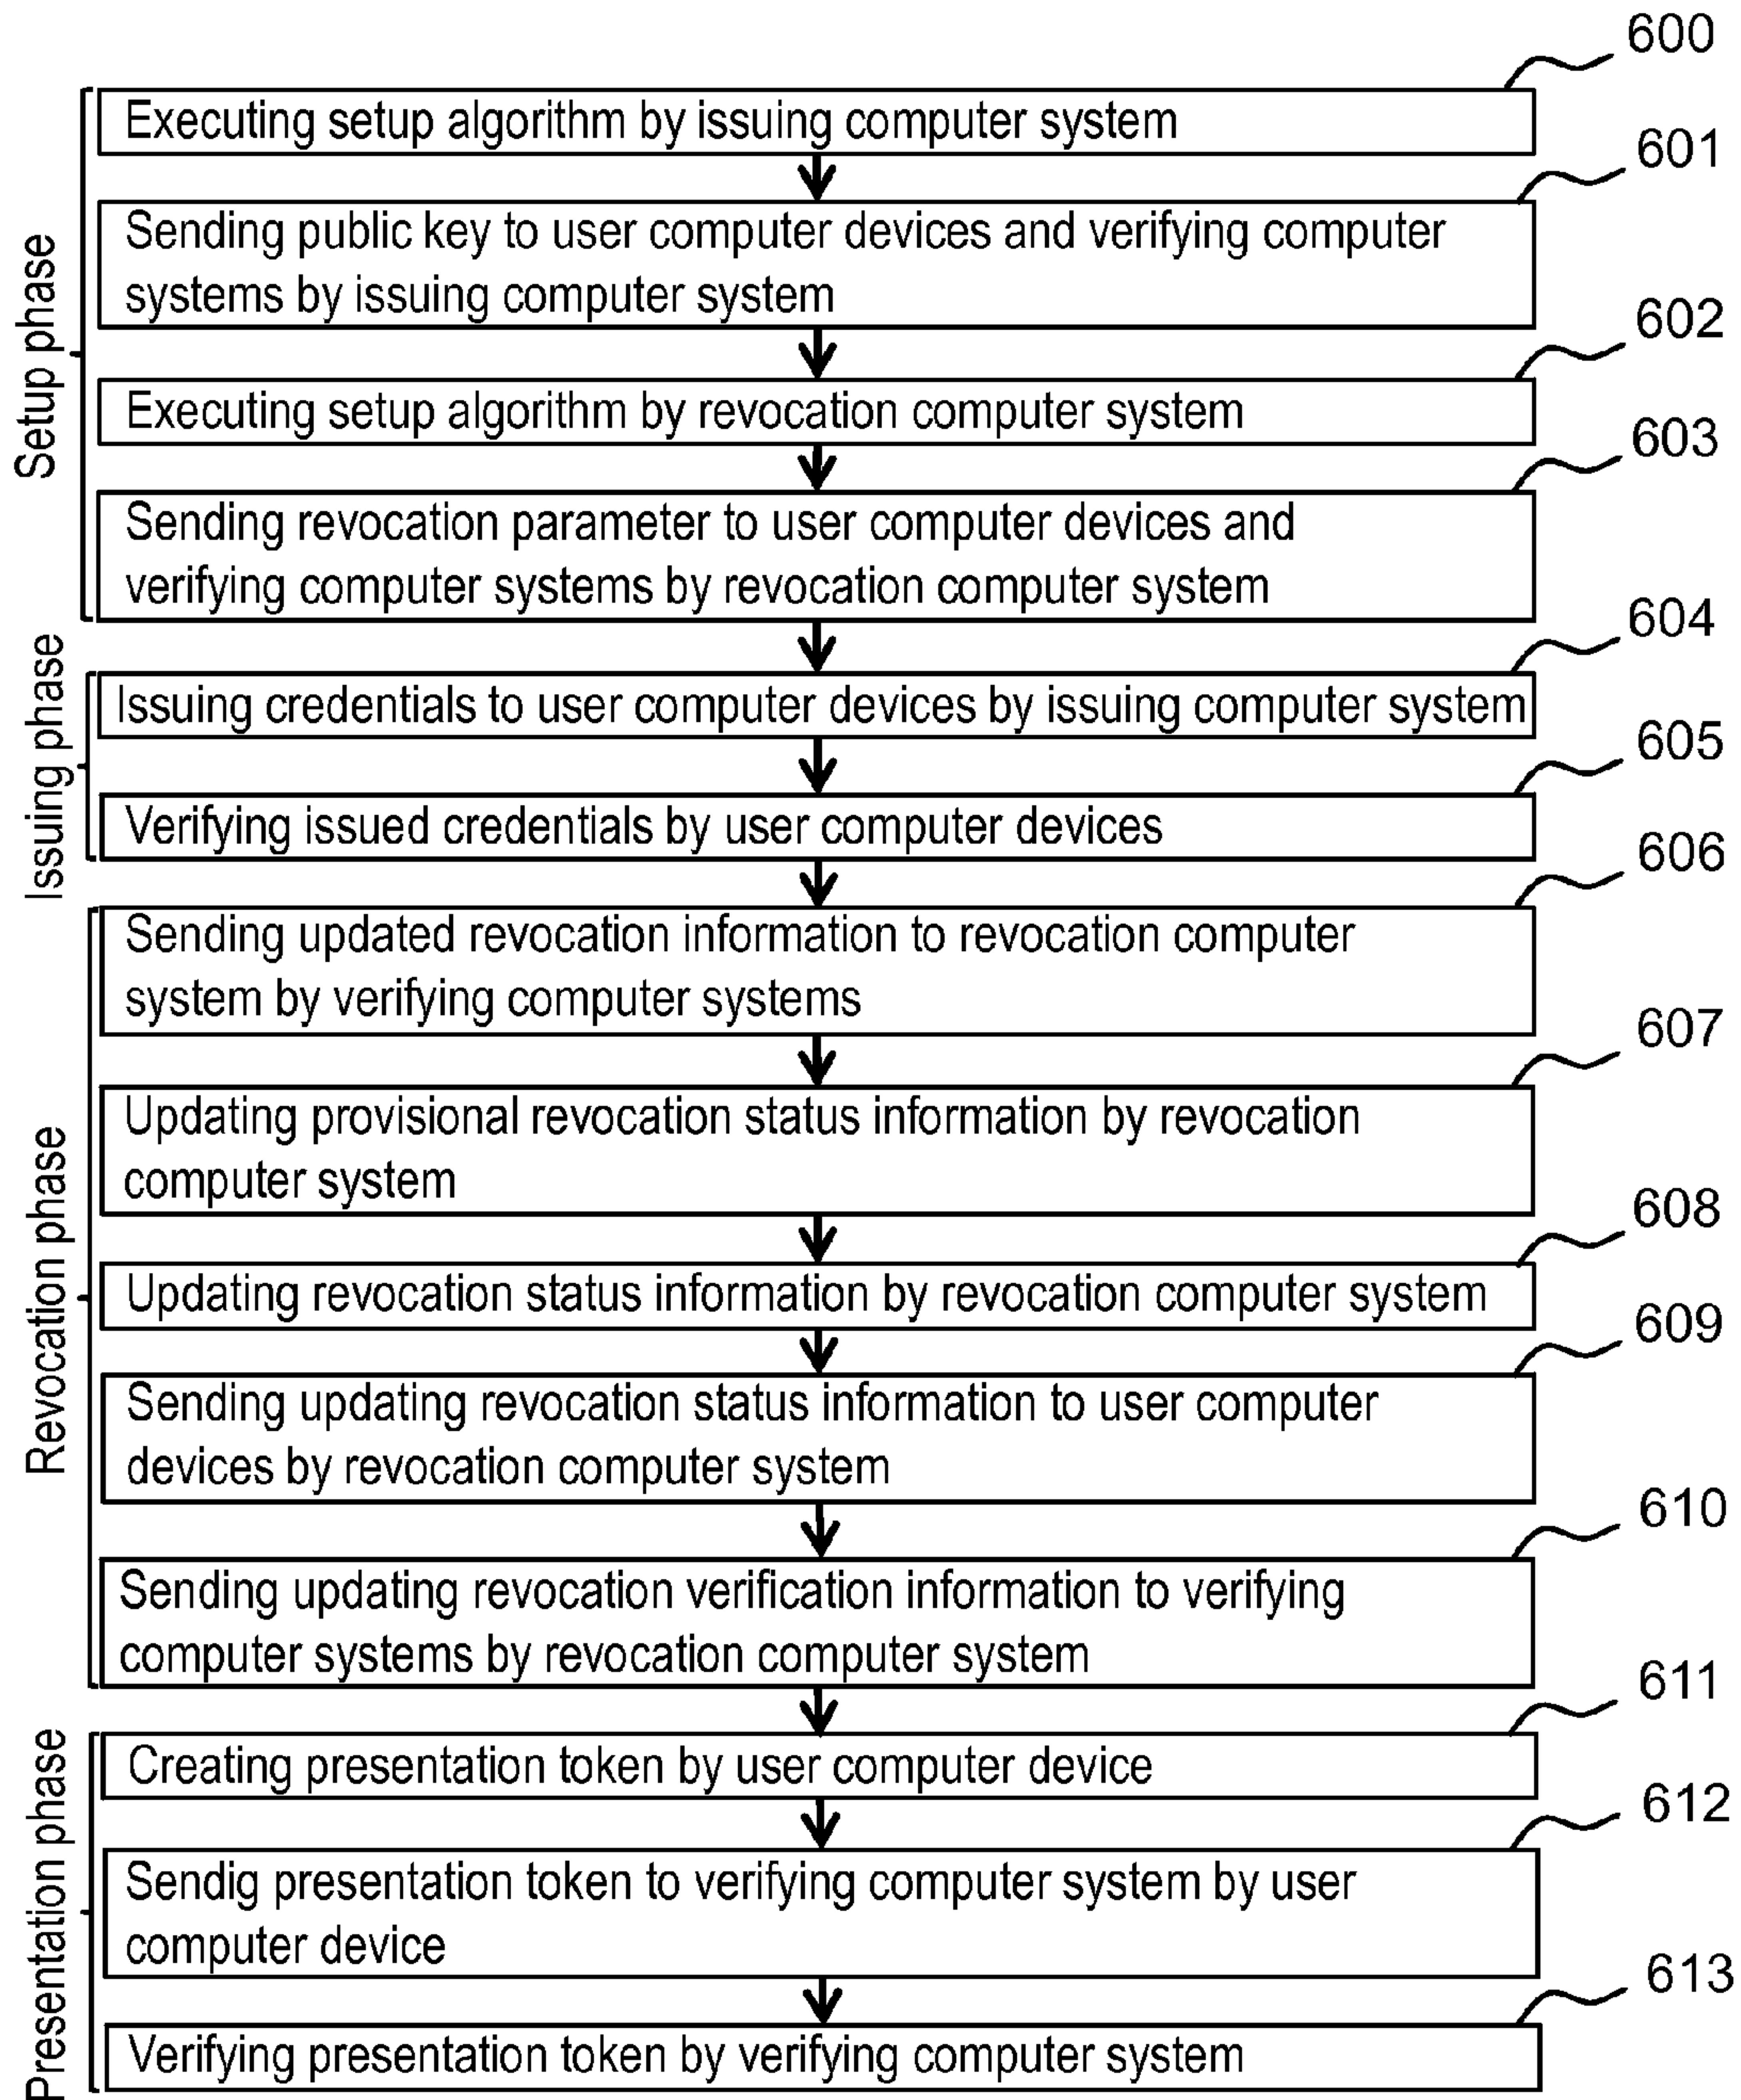 600
Executing setup algorithm by issuing computer system
601
Sending public key to user computer devices and verifying computer
systems by issuing computer system
602
Executing setup algorithm by revocation computer system
603
Sending revocation parameter to user computer devices and
verifying computer systems by revocation computer system
Setup phase
604
Issuing credentials to user computer devices by issuing computer system
605
Verifying issued credentials by user computer devices
Issuing phase
606
Sending updated revocation information to revocation computer
system by verifying computer systems
607
Updating provisional revocation status information by revocation
computer system
608
Updating revocation status information by revocation computer system
609
Sending updating revocation status information to user computer
devices by revocation computer system
610
Sending updating revocation verification information to verifying
computer systems by revocation computer system
Revocation phase
611
Creating presentation token by user computer device
612
Sendig presentation token to verifying computer system by user
computer device
613
Verifying presentation token by verifying computer system
Presentation phase